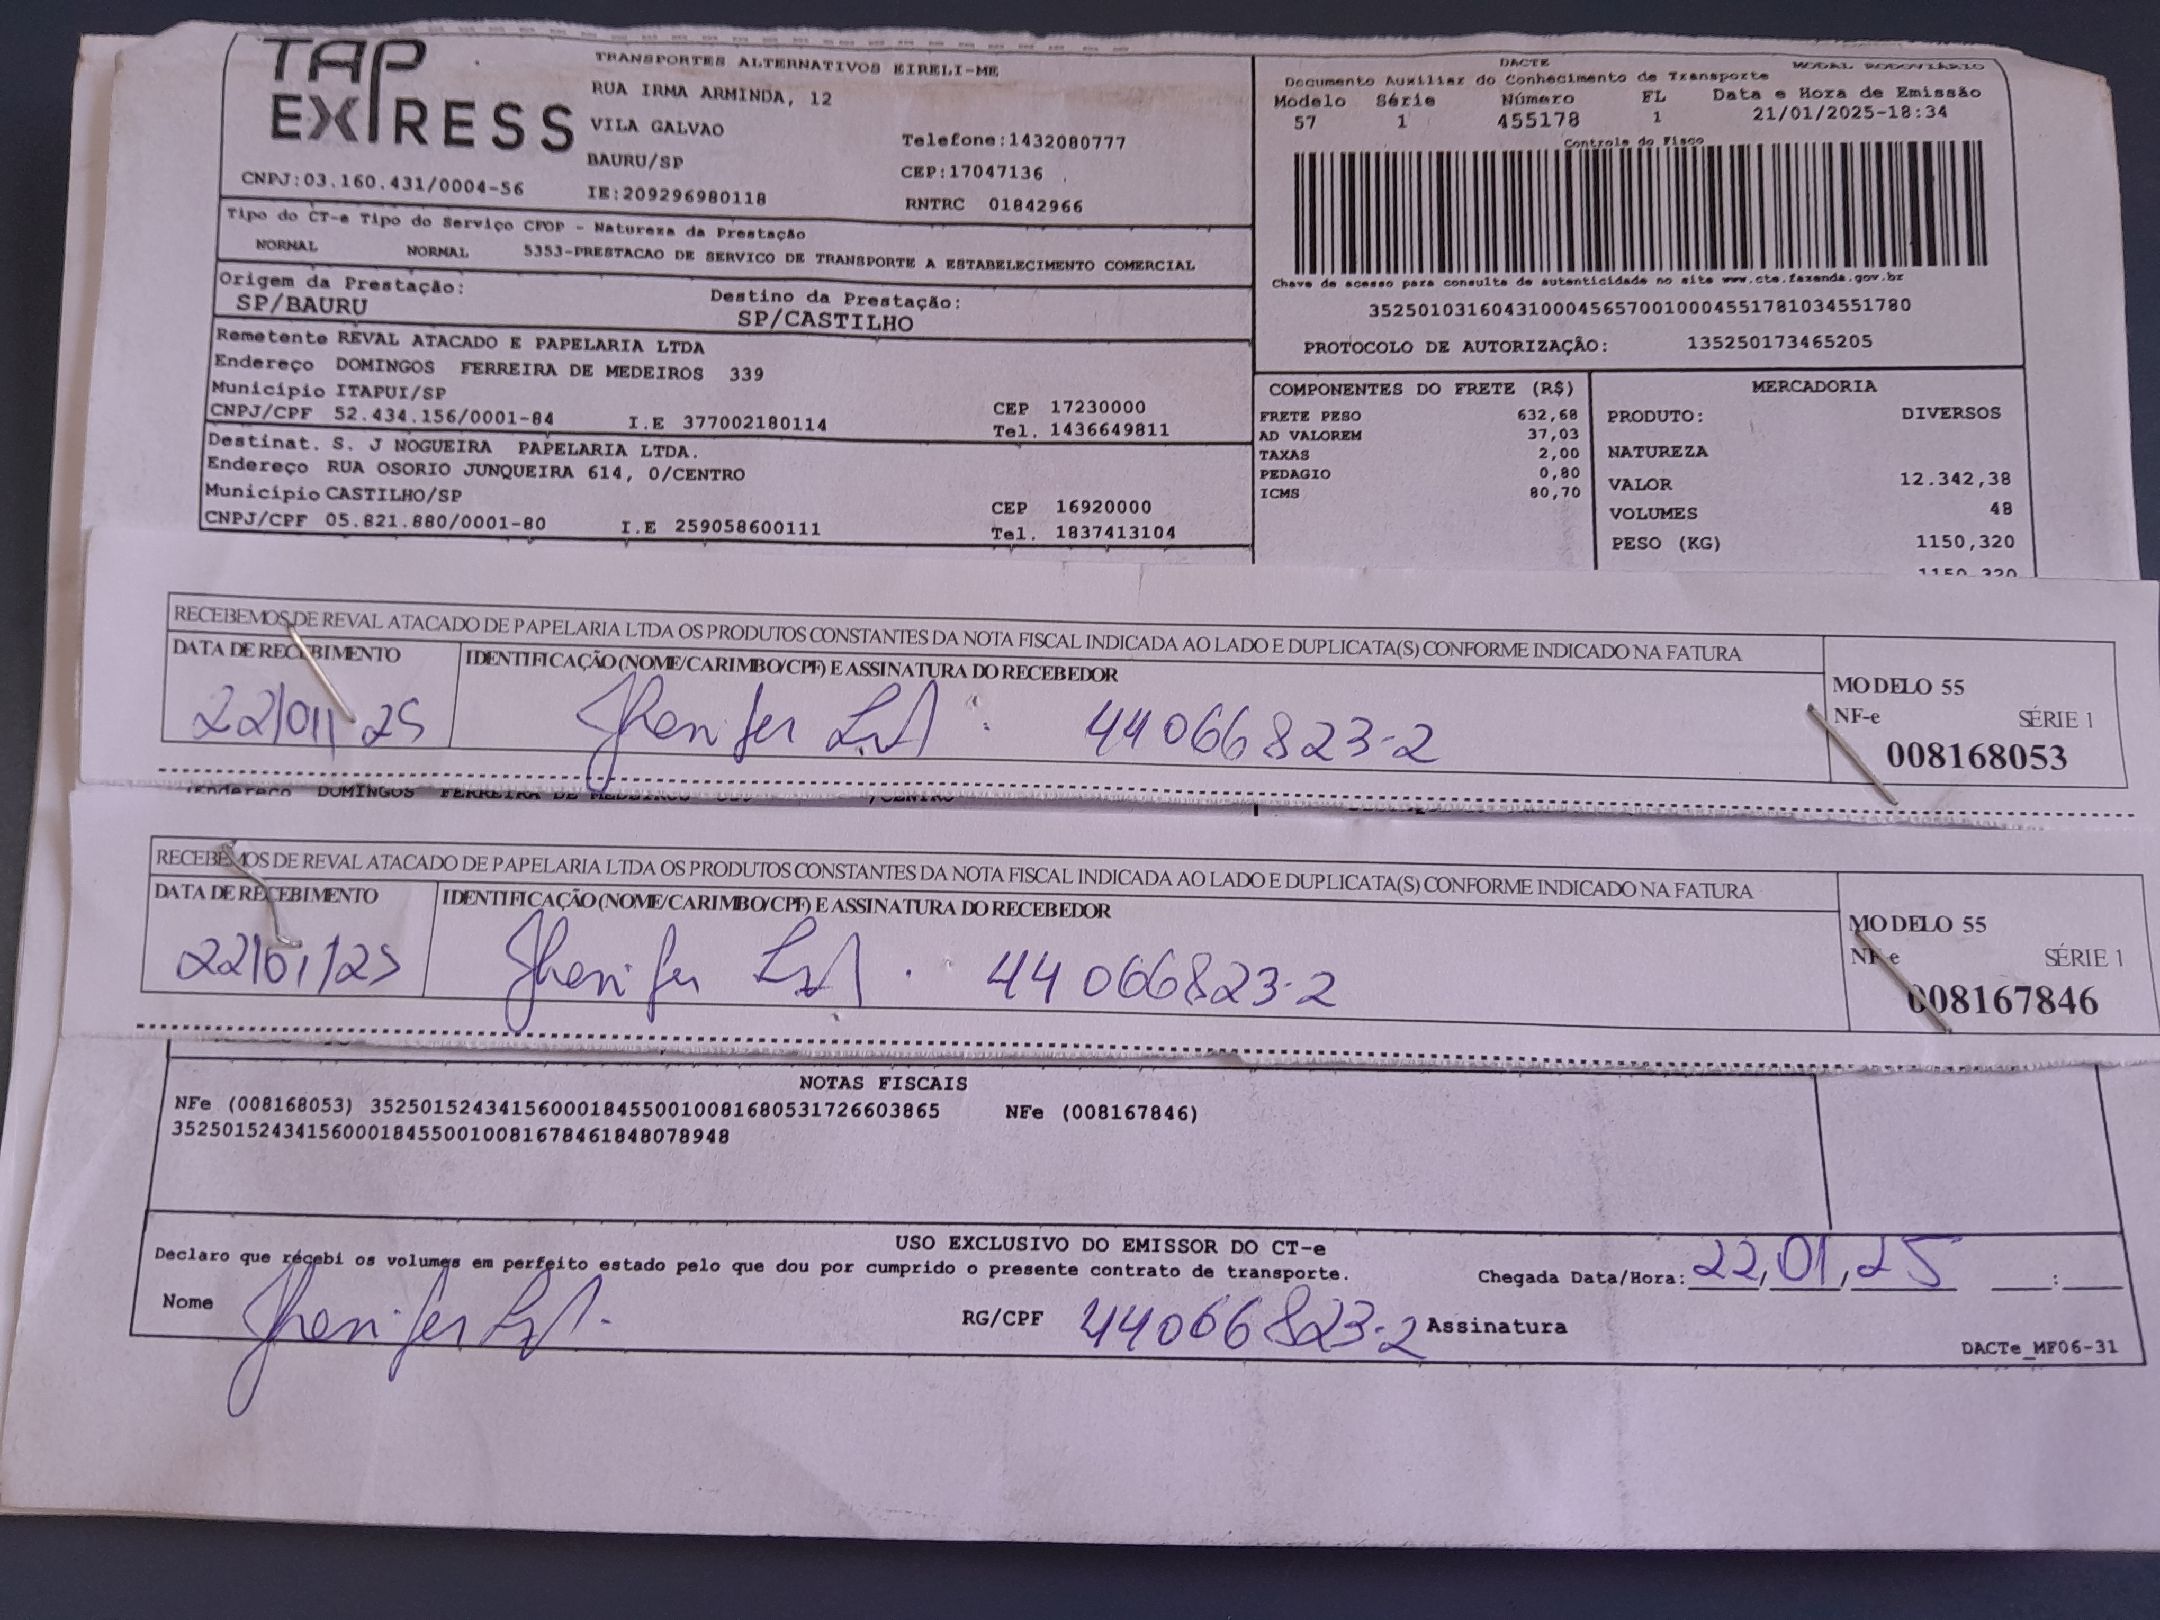 TAP EXPRESS
TRANSPORTES ALTERNATIVOS EIRELI-ME
RUA IRMA ARMINDA, 12
VILA GALVAO
Telefone:1432080777
BAURU/SP
CEP:17047136
CNPJ:03.160.431/0004-56
IE:209296980118
RNTRC 01842966
DACTE
MODAL RODOVIÁRIO
Documento Auxiliar do Conhecimento de Transporte
Modelo Série Número FL Data e Hora de Emissão
57 1 455178 1 21/01/2025-18:34
Controle do Fisco
Chave de acesso para consulta de autenticidade no site www.cte.fazenda.gov.br
35250103160431000456570010004551781034551780
PROTOCOLO DE AUTORIZAÇÃO: 135250173465205
Tipo do CT-e Tipo do Serviço CFOP - Natureza da Prestação
NORMAL NORMAL 5353-PRESTACAO DE SERVICO DE TRANSPORTE A ESTABELECIMENTO COMERCIAL
Origem da Prestação: Destino da Prestação:
SP/BAURU SP/CASTILHO
Remetente REVAL ATACADO E PAPELARIA LTDA
Endereço DOMINGOS FERREIRA DE MEDEIROS 339
Município ITAPUI/SP CEP 17230000
CNPJ/CPF 52.434.156/0001-84 I.E 377002180114 Tel. 1436649811
Destinat. S. J NOGUEIRA PAPELARIA LTDA.
Endereço RUA OSORIO JUNQUEIRA 614, 0/CENTRO
Município CASTILHO/SP CEP 16920000
CNPJ/CPF 05.821.880/0001-80 I.E 259058600111 Tel. 1837413104
COMPONENTES DO FRETE (R$)
FRETE PESO 632,68
AD VALOREM 37,03
TAXAS 2,00
PEDAGIO 0,80
ICMS 80,70
MERCADORIA
PRODUTO: DIVERSOS
NATUREZA
VALOR 12.342,38
VOLUMES 48
PESO (KG) 1150,320
1150,320
RECEBEMOS DE REVAL ATACADO DE PAPELARIA LTDA OS PRODUTOS CONSTANTES DA NOTA FISCAL INDICADA AO LADO E DUPLICATA(S) CONFORME INDICADO NA FATURA
DATA DE RECEBIMENTO IDENTIFICAÇÃO (NOME/CARIMBO/CPF) E ASSINATURA DO RECEBEDOR
22/01/25 Jhenifer 44066823-2
MODELO 55
NF-e SÉRIE 1
008168053
Endereço DOMINGOS FERREIRA DE MEDEIROS 339 /CENTRO
RECEBEMOS DE REVAL ATACADO DE PAPELARIA LTDA OS PRODUTOS CONSTANTES DA NOTA FISCAL INDICADA AO LADO E DUPLICATA(S) CONFORME INDICADO NA FATURA
DATA DE RECEBIMENTO IDENTIFICAÇÃO (NOME/CARIMBO/CPF) E ASSINATURA DO RECEBEDOR
22/01/25 Jhenifer 44066823-2
MODELO 55
NF-e SÉRIE 1
008167846
NOTAS FISCAIS
NFe (008168053) 35250152434156000184550010081680531726603865 NFe (008167846)
35250152434156000184550010081678461848078948
USO EXCLUSIVO DO EMISSOR DO CT-e
Declaro que recebi os volumes em perfeito estado pelo que dou por cumprido o presente contrato de transporte.
Chegada Data/Hora: 22,01,25 :
Nome Jhenifer RG/CPF 44066823-2 Assinatura
DACTe_MF06-31